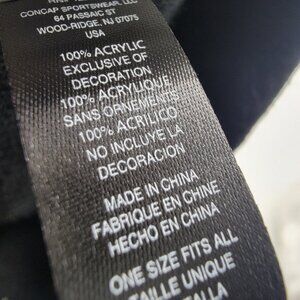 CONCAP SPORTSWEAR, LLC
64 PASSAIC ST
WOOD-RIDGE, NJ 07075
USA
100% ACRYLIC
EXCLUSIVE OF
DECORATION
100% ACRYLIQUE
SANS ORNEMENTS
100% ACRILICO
NO INCLUYE LA
DECORACION
MADE IN CHINA
FABRIQUE EN CHINE
HECHO EN CHINA
ONE SIZE FITS ALL
TAILLE UNIQUE
TALLA